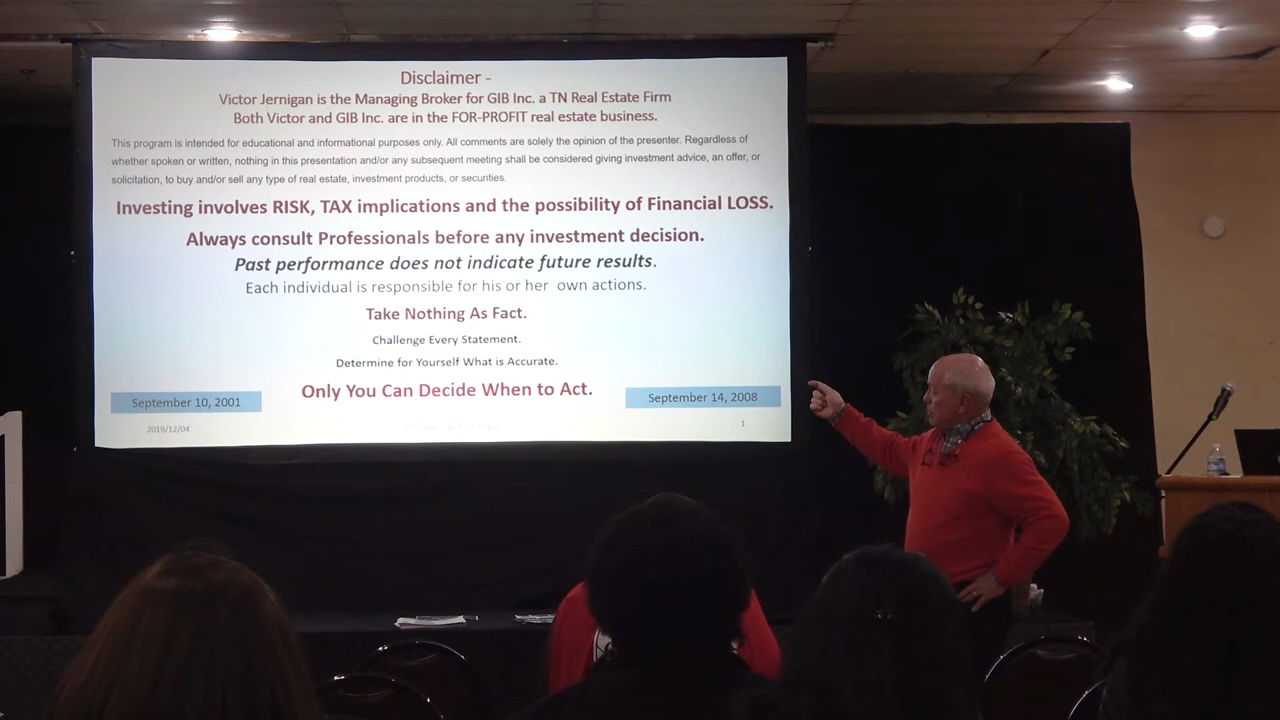 Disclaimer -
Victor Jernigan is the Managing Broker for GIB Inc. a TN Real Estate Firm
Both Victor and GIB Inc. are in the FOR-PROFIT real estate business.
This program is intended for educational and informational purposes only. All comments are solely the opinion of the presenter. Regardless of
whether spoken or written, nothing in this presentation and/or any subsequent meeting shall be considered giving investment advice, an offer, or
solicitation, to buy and/or sell any type of real estate, investment products, or securities.
Investing involves RISK, TAX implications and the possibility of Financial LOSS.
Always consult Professionals before any investment decision.
Past performance does not indicate future results.
Each individual is responsible for his or her own actions.
Take Nothing As Fact.
Challenge Every Statement.
Determine for Yourself What is Accurate.
Only You Can Decide When to Act.
September 10, 2001
September 14, 2008
2019/12/04
1